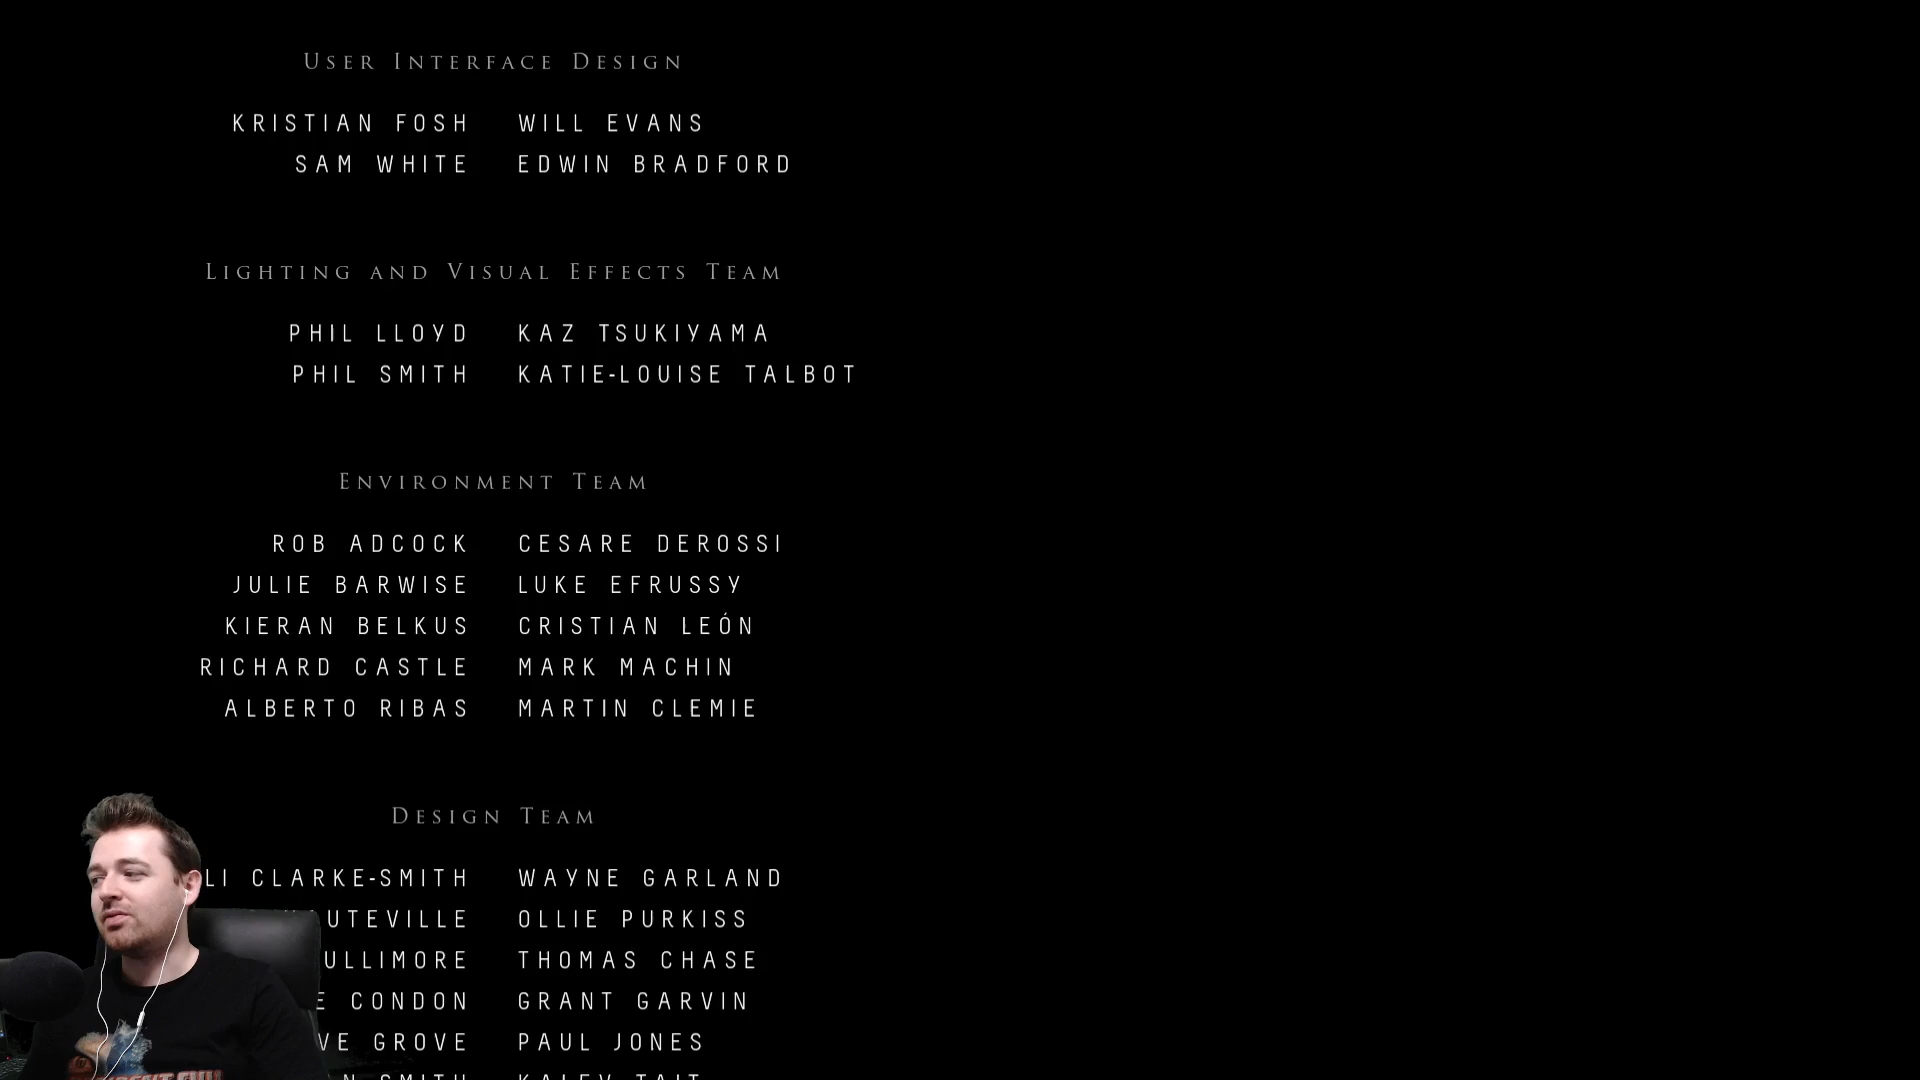 User Interface Design
KRISTIAN FOSH WILL EVANS
SAM WHITE EDWIN BRADFORD
Lighting and Visual Effects Team
PHIL LLOYD KAZ TSUKIYAMA
PHIL SMITH KATIE-LOUISE TALBOT
Environment Team
ROB ADCOCK CESARE DEROSSI
JULIE BARWISE LUKE EFRUSSY
KIERAN BELKUS CRISTIAN LEÓN
RICHARD CASTLE MARK MACHIN
ALBERTO RIBAS MARTIN CLEMIE
Design Team
CLARKE-SMITH WAYNE GARLAND
OLLIE PURKISS
THOMAS CHASE
CONDON GRANT GARVIN
GROVE PAUL JONES